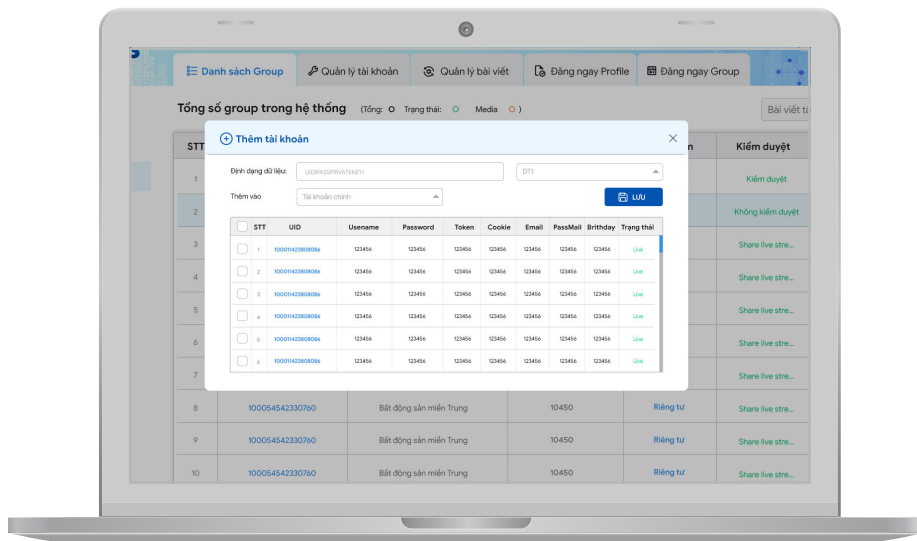 Danh sách Group Quản lý tài khoản Quản lý bài viết Đăng ngay Profile Đăng ngay Group
Tổng số group trong hệ thống (Tổng: O Trạng thái: O Media O )
Bài viết
STT Kiểm duyệt
Thêm tài khoản
Định dạng dữ liệu: UID|PASS|PRIVATEKEY| DT1
Thêm vào Tài khoản chính LƯU
STT UID Usename Password Token Cookie Email PassMail Brithday Trạng thái
1 100011423808086 123456 123456 123456 123456 123456 123456 123456 Live
2 100011423808086 123456 123456 123456 123456 123456 123456 123456 Live
3 100011423808086 123456 123456 123456 123456 123456 123456 123456 Live
4 100011423808086 123456 123456 123456 123456 123456 123456 123456 Live
5 100011423808086 123456 123456 123456 123456 123456 123456 123456 Live
6 100011423808086 123456 123456 123456 123456 123456 123456 123456 Live
1 Kiểm duyệt
2 Không kiểm duyệt
3 Share live stre...
4 Share live stre...
5 Share live stre...
6 Share live stre...
7 Share live stre...
8 100054542330760 Bất động sản miền Trung 10450 Riêng tư Share live stre...
9 100054542330760 Bất động sản miền Trung 10450 Riêng tư Share live stre...
10 100054542330760 Bất động sản miền Trung 10450 Riêng tư Share live stre...